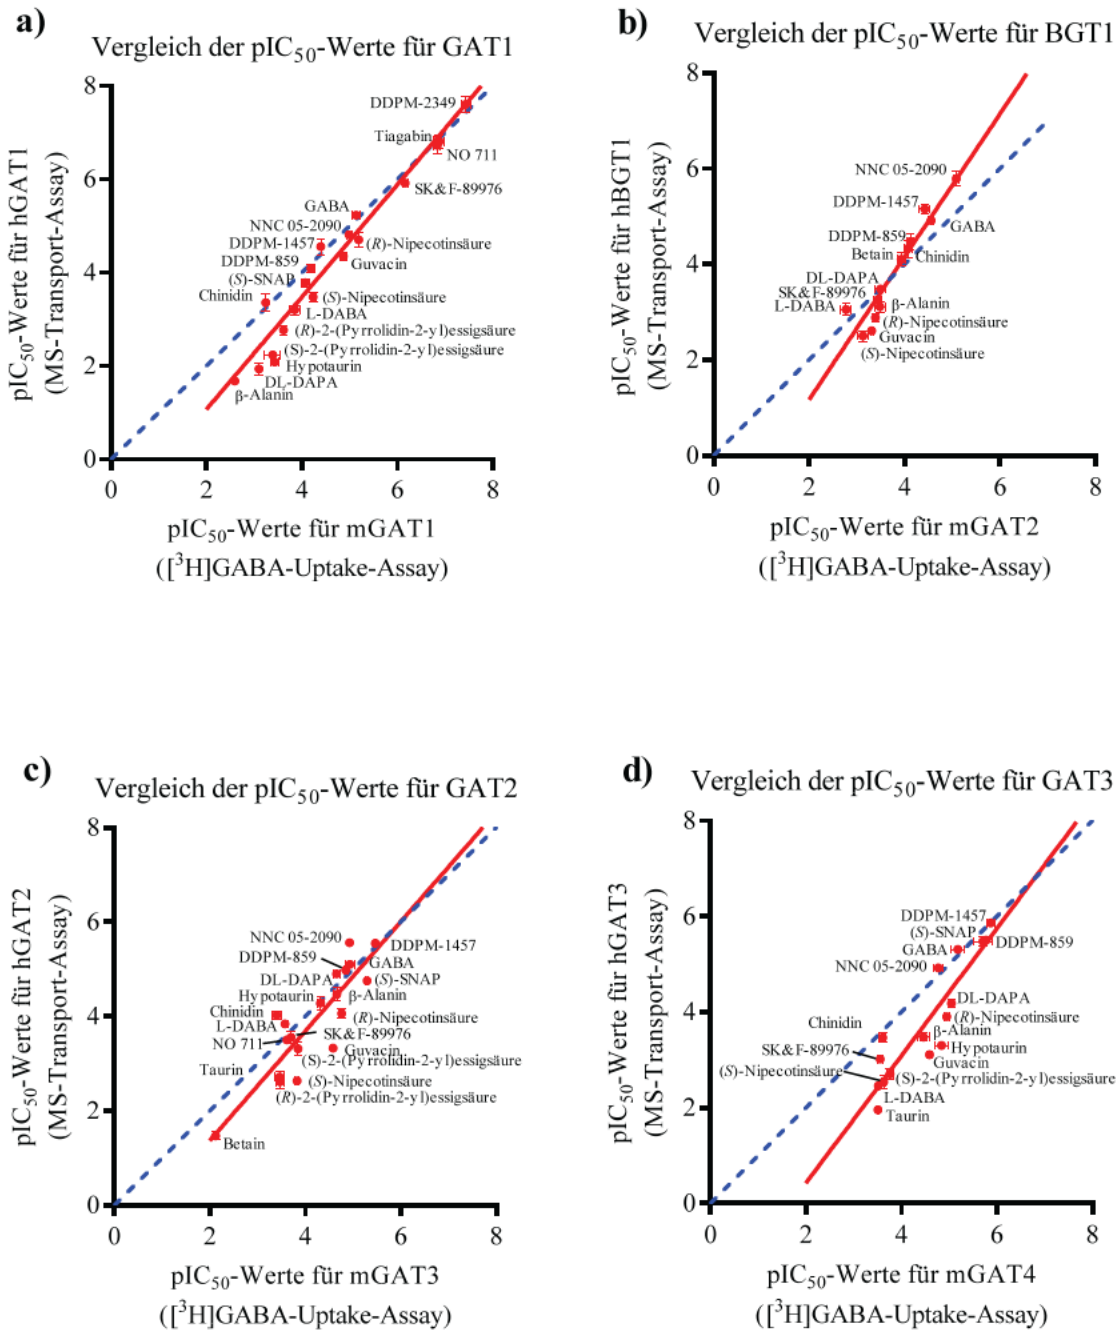 a)
Vergleich der pIC50-Werte für GAT1
pIC50-Werte für hGAT1
(MS-Transport-Assay)
8
6
4
2
0
DDPM-2349
Tiagabin
NO 711
SK&F-89976
GABA
NNC 05-2090
(R)-Nipecotinsäure
DDPM-1457
Guvacin
DDPM-859
(S)-SNAP
Chinidin
(S)-Nipecotinsäure
L-DABA
(R)-2-(Pyrrolidin-2-yl)essigsäure
(S)-2-(Pyrrolidin-2-yl)essigsäure
Hypotaurin
DL-DAPA
β-Alanin
0 2 4 6 8
pIC50-Werte für mGAT1
([3H]GABA-Uptake-Assay)
b)
Vergleich der pIC50-Werte für BGT1
pIC50-Werte für hBGT1
(MS-Transport-Assay)
8
6
4
2
0
NNC 05-2090
DDPM-1457
GABA
DDPM-859
Betain
Chinidin
DL-DAPA
SK&F-89976
L-DABA
β-Alanin
(R)-Nipecotinsäure
Guvacin
(S)-Nipecotinsäure
0 2 4 6 8
pIC50-Werte für mGAT2
([3H]GABA-Uptake-Assay)
c)
Vergleich der pIC50-Werte für GAT2
pIC50-Werte für hGAT2
(MS-Transport-Assay)
8
6
4
2
0
NNC 05-2090
DDPM-1457
DDPM-859
GABA
DL-DAPA
(S)-SNAP
Hypotaurin
β-Alanin
Chinidin
(R)-Nipecotinsäure
L-DABA
SK&F-89976
NO 711
Guvacin
(S)-2-(Pyrrolidin-2-yl)essigsäure
Taurin
(S)-Nipecotinsäure
(R)-2-(Pyrrolidin-2-yl)essigsäure
Betain
0 2 4 6 8
pIC50-Werte für mGAT3
([3H]GABA-Uptake-Assay)
d)
Vergleich der pIC50-Werte für GAT3
pIC50-Werte für hGAT3
(MS-Transport-Assay)
8
6
4
2
0
DDPM-1457
(S)-SNAP
GABA
DDPM-859
NNC 05-2090
DL-DAPA
(R)-Nipecotinsäure
Chinidin
β-Alanin
Hypotaurin
SK&F-89976
Guvacin
(S)-Nipecotinsäure
(S)-2-(Pyrrolidin-2-yl)essigsäure
L-DABA
Taurin
0 2 4 6 8
pIC50-Werte für mGAT4
([3H]GABA-Uptake-Assay)